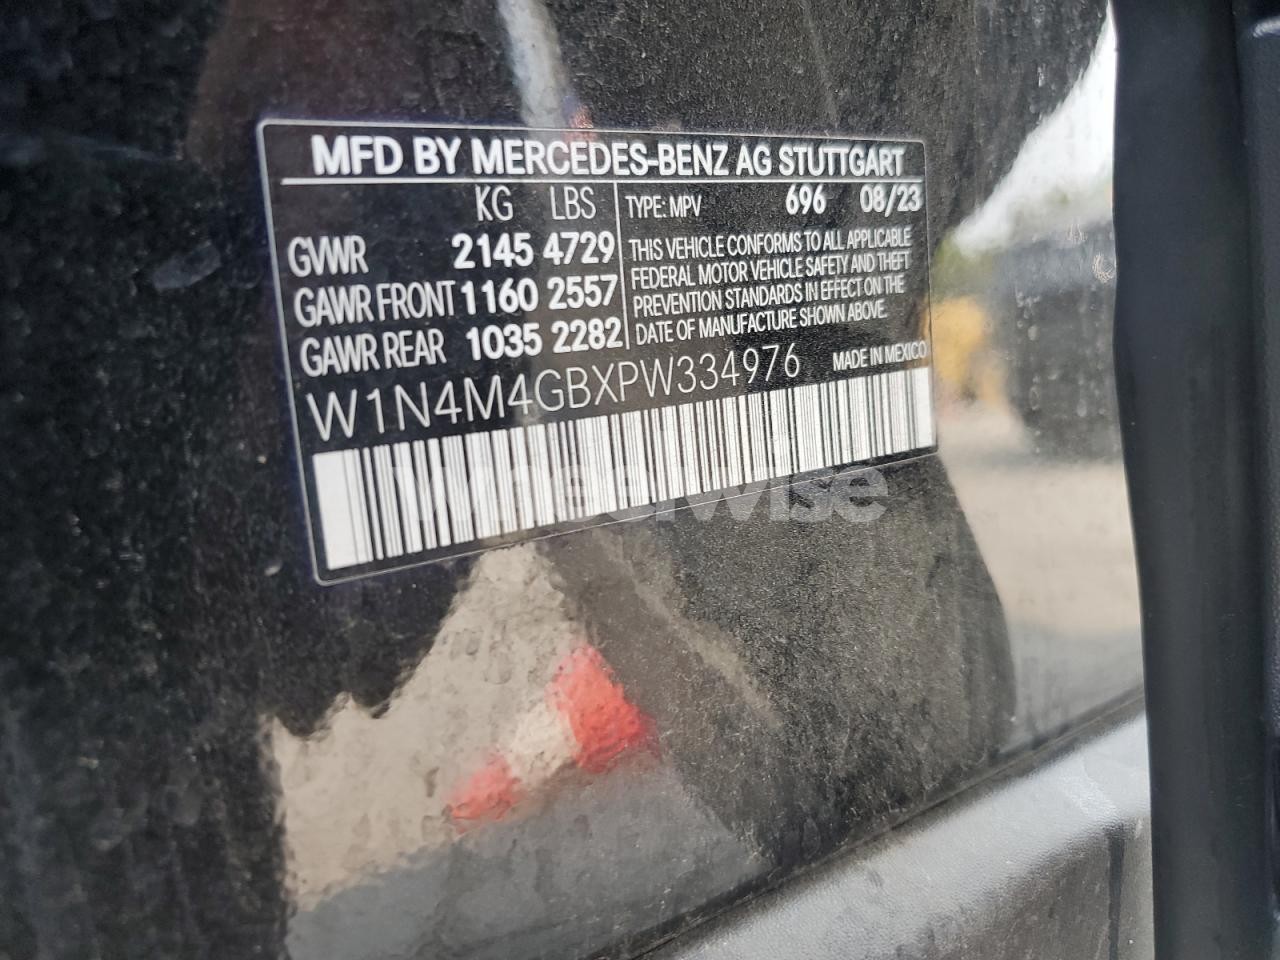 MFD BY MERCEDES-BENZ AG STUTTGART
KG LBS
GVWR 2145 4729
GAWR FRONT 1160 2557
GAWR REAR 1035 2282
TYPE: MPV 696 08/23
THIS VEHICLE CONFORMS TO ALL APPLICABLE
FEDERAL MOTOR VEHICLE SAFETY AND THEFT
PREVENTION STANDARDS IN EFFECT ON THE
DATE OF MANUFACTURE SHOWN ABOVE.
W1N4M4GBXPW334976
MADE IN MEXICO
wheelwise